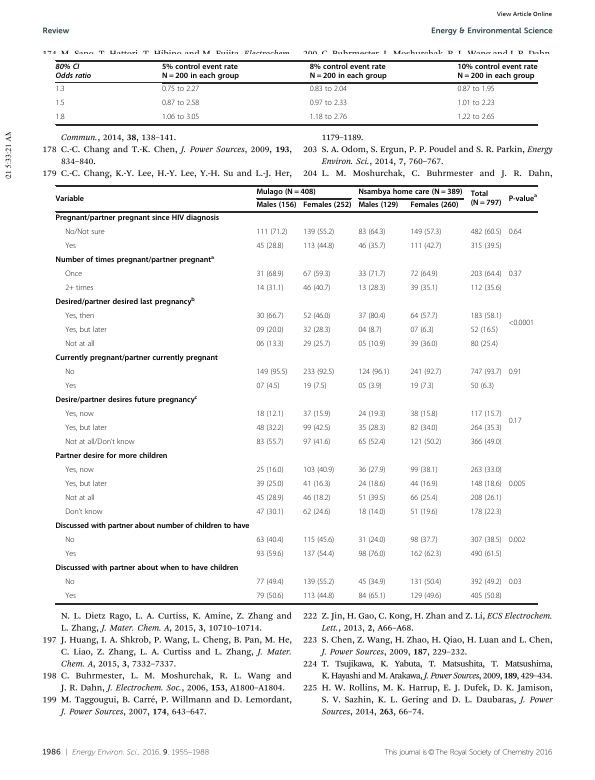 View Article Online
Review
Energy & Environmental Science
174 M. Sano, T. Hattori, T. Hibino and M. Fujita, Electrochem.
200 C. Buhrmester, L. Moshurchak, R. L. Wang and J. R. Dahn,
80% CI 5% control event rate 8% control event rate 10% control event rate
Odds ratio N = 200 in each group N = 200 in each group N = 200 in each group
1.3 0.75 to 2.27 0.83 to 2.04 0.87 to 1.95
1.5 0.87 to 2.58 0.97 to 2.33 1.01 to 2.23
1.8 1.06 to 3.05 1.18 to 2.76 1.22 to 2.65
Commun., 2014, 38, 138–141.
178 C.-C. Chang and T.-K. Chen, J. Power Sources, 2009, 193,
834–840.
179 C.-C. Chang, K.-Y. Lee, H.-Y. Lee, Y.-H. Su and L.-J. Her,
1179–1189.
203 S. A. Odom, S. Ergun, P. P. Poudel and S. R. Parkin, Energy
Environ. Sci., 2014, 7, 760–767.
204 L. M. Moshurchak, C. Buhrmester and J. R. Dahn,
Variable Mulago (N = 408) Nsambya home care (N = 389) Total (N = 797) P-valueᵃ
Males (156) Females (252) Males (129) Females (260)
Pregnant/partner pregnant since HIV diagnosis
No/Not sure 111 (71.2) 139 (55.2) 83 (64.3) 149 (57.3) 482 (60.5) 0.64
Yes 45 (28.8) 113 (44.8) 46 (35.7) 111 (42.7) 315 (39.5)
Number of times pregnant/partner pregnantᵃ
Once 31 (68.9) 67 (59.3) 33 (71.7) 72 (64.9) 203 (64.4) 0.37
2+ times 14 (31.1) 46 (40.7) 13 (28.3) 39 (35.1) 112 (35.6)
Desired/partner desired last pregnancyᵇ
Yes, then 30 (66.7) 52 (46.0) 37 (80.4) 64 (57.7) 183 (58.1)
Yes, but later 09 (20.0) 32 (28.3) 04 (8.7) 07 (6.3) 52 (16.5) <0.0001
Not at all 06 (13.3) 29 (25.7) 05 (10.9) 39 (36.0) 80 (25.4)
Currently pregnant/partner currently pregnant
No 149 (95.5) 233 (92.5) 124 (96.1) 241 (92.7) 747 (93.7) 0.91
Yes 07 (4.5) 19 (7.5) 05 (3.9) 19 (7.3) 50 (6.3)
Desire/partner desires future pregnancyᶜ
Yes, now 18 (12.1) 37 (15.9) 24 (19.3) 38 (15.8) 117 (15.7) 0.17
Yes, but later 48 (32.2) 99 (42.5) 35 (28.3) 82 (34.0) 264 (35.3)
Not at all/Don't know 83 (55.7) 97 (41.6) 65 (52.4) 121 (50.2) 366 (49.0)
Partner desire for more children
Yes, now 25 (16.0) 103 (40.9) 36 (27.9) 99 (38.1) 263 (33.0)
Yes, but later 39 (25.0) 41 (16.3) 24 (18.6) 44 (16.9) 148 (18.6) 0.005
Not at all 45 (28.9) 46 (18.2) 51 (39.5) 66 (25.4) 208 (26.1)
Don't know 47 (30.1) 62 (24.6) 18 (14.0) 51 (19.6) 178 (22.3)
Discussed with partner about number of children to have
No 63 (40.4) 115 (45.6) 31 (24.0) 98 (37.7) 307 (38.5) 0.002
Yes 93 (59.6) 137 (54.4) 98 (76.0) 162 (62.3) 490 (61.5)
Discussed with partner about when to have children
No 77 (49.4) 139 (55.2) 45 (34.9) 131 (50.4) 392 (49.2) 0.03
Yes 79 (50.6) 113 (44.8) 84 (65.1) 129 (49.6) 405 (50.8)
N. L. Dietz Rago, L. A. Curtiss, K. Amine, Z. Zhang and
L. Zhang, J. Mater. Chem. A, 2015, 3, 10710–10714.
197 J. Huang, I. A. Shkrob, P. Wang, L. Cheng, B. Pan, M. He,
C. Liao, Z. Zhang, L. A. Curtiss and L. Zhang, J. Mater.
Chem. A, 2015, 3, 7332–7337.
198 C. Buhrmester, L. M. Moshurchak, R. L. Wang and
J. R. Dahn, J. Electrochem. Soc., 2006, 153, A1800–A1804.
199 M. Taggougui, B. Carré, P. Willmann and D. Lemordant,
J. Power Sources, 2007, 174, 643–647.
222 Z. Jin, H. Gao, C. Kong, H. Zhan and Z. Li, ECS Electrochem.
Lett., 2013, 2, A66–A68.
223 S. Chen, Z. Wang, H. Zhao, H. Qiao, H. Luan and L. Chen,
J. Power Sources, 2009, 187, 229–232.
224 T. Tsujikawa, K. Yabuta, T. Matsushita, T. Matsushima,
K. Hayashi and M. Arakawa, J. Power Sources, 2009, 189, 429–434.
225 H. W. Rollins, M. K. Harrup, E. J. Dufek, D. K. Jamison,
S. V. Sazhin, K. L. Gering and D. L. Daubaras, J. Power
Sources, 2014, 263, 66–74.
1986 | Energy Environ. Sci., 2016, 9, 1955–1988
This journal is © The Royal Society of Chemistry 2016